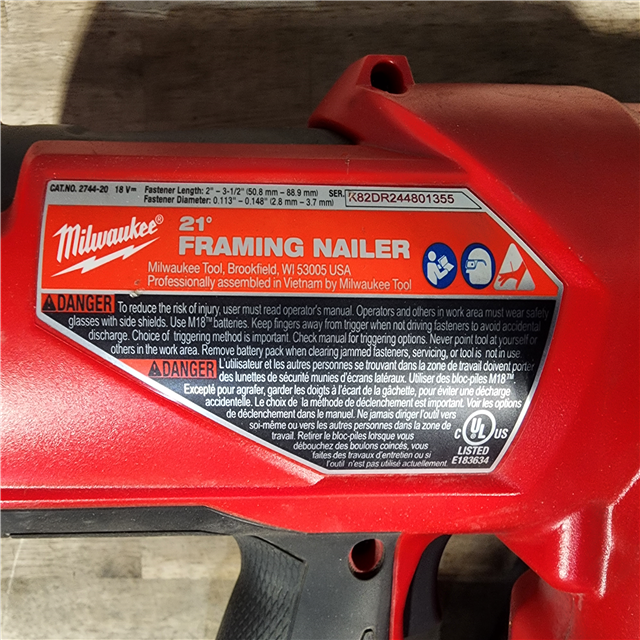 CAT.NO. 2744-20 18 V⎓ Fastener Length: 2" – 3-1/2" (50.8 mm – 88.9 mm) SER. K82DR244801355
Fastener Diameter: 0.113" – 0.148" (2.8 mm – 3.7 mm)
Milwaukee®
21°
FRAMING NAILER
Milwaukee Tool, Brookfield, WI 53005 USA
Professionally assembled in Vietnam by Milwaukee Tool
DANGER To reduce the risk of injury, user must read operator's manual. Operators and others in work area must wear safety
glasses with side shields. Use M18™ batteries. Keep fingers away from trigger when not driving fasteners to avoid accidental
discharge. Choice of triggering method is important. Check manual for triggering options. Never point tool at yourself or
others in the work area. Remove battery pack when clearing jammed fasteners, servicing, or tool is not in use.
DANGER L'utilisateur et les autres personnes se trouvant dans la zone de travail doivent porter
des lunettes de sécurité munies d'écrans latéraux. Utiliser des bloc-piles M18™.
Excepté pour agrafer, garder les doigts à l'écart de la gâchette, pour éviter une décharge
accidentelle. Le choix de la méthode de déclenchement est important. Voir les options
de déclenchement dans le manuel. Ne jamais diriger l'outil vers
soi-même ou vers les autres personnes dans la zone de
travail. Retirer le bloc-piles lorsque vous
débouchez des boulons coincés, vous
faites des travaux d'entretien ou si
l'outil n'est pas utilisé actuellement.
C UL US
LISTED
E183634